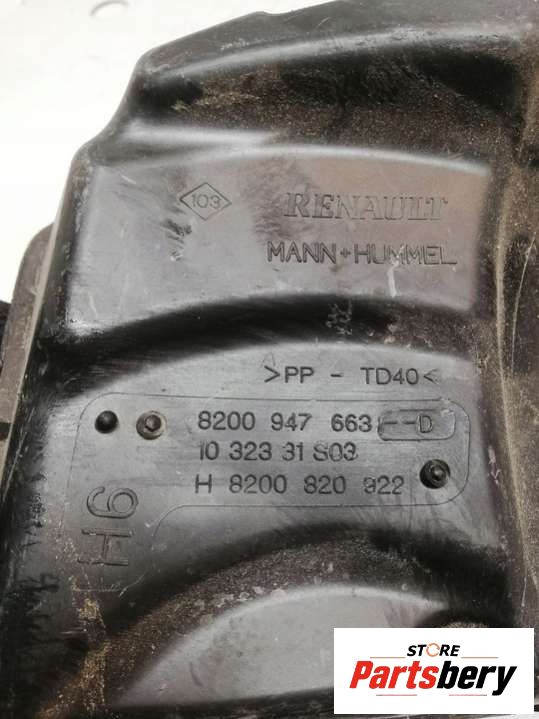 103 RENAULT
MANN+HUMMEL
>PP - TD40<
8200 947 663 --D
10 323 31 S03
H 8200 820 922
H6
STORE
Partsbery